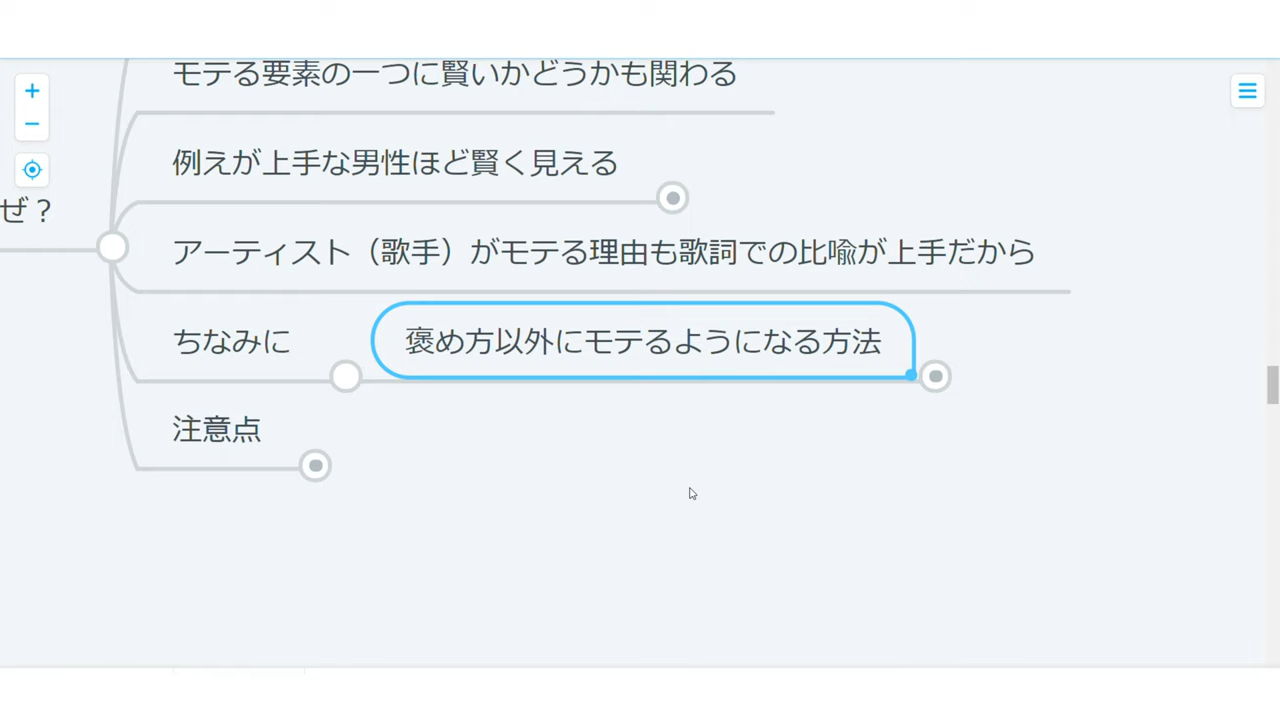 モテる要素の一つに賢いかどうかも関わる
例えが上手な男性ほど賢く見える
ぜ？
アーティスト（歌手）がモテる理由も歌詞での比喩が上手だから
ちなみに
褒め方以外にモテるようになる方法
注意点